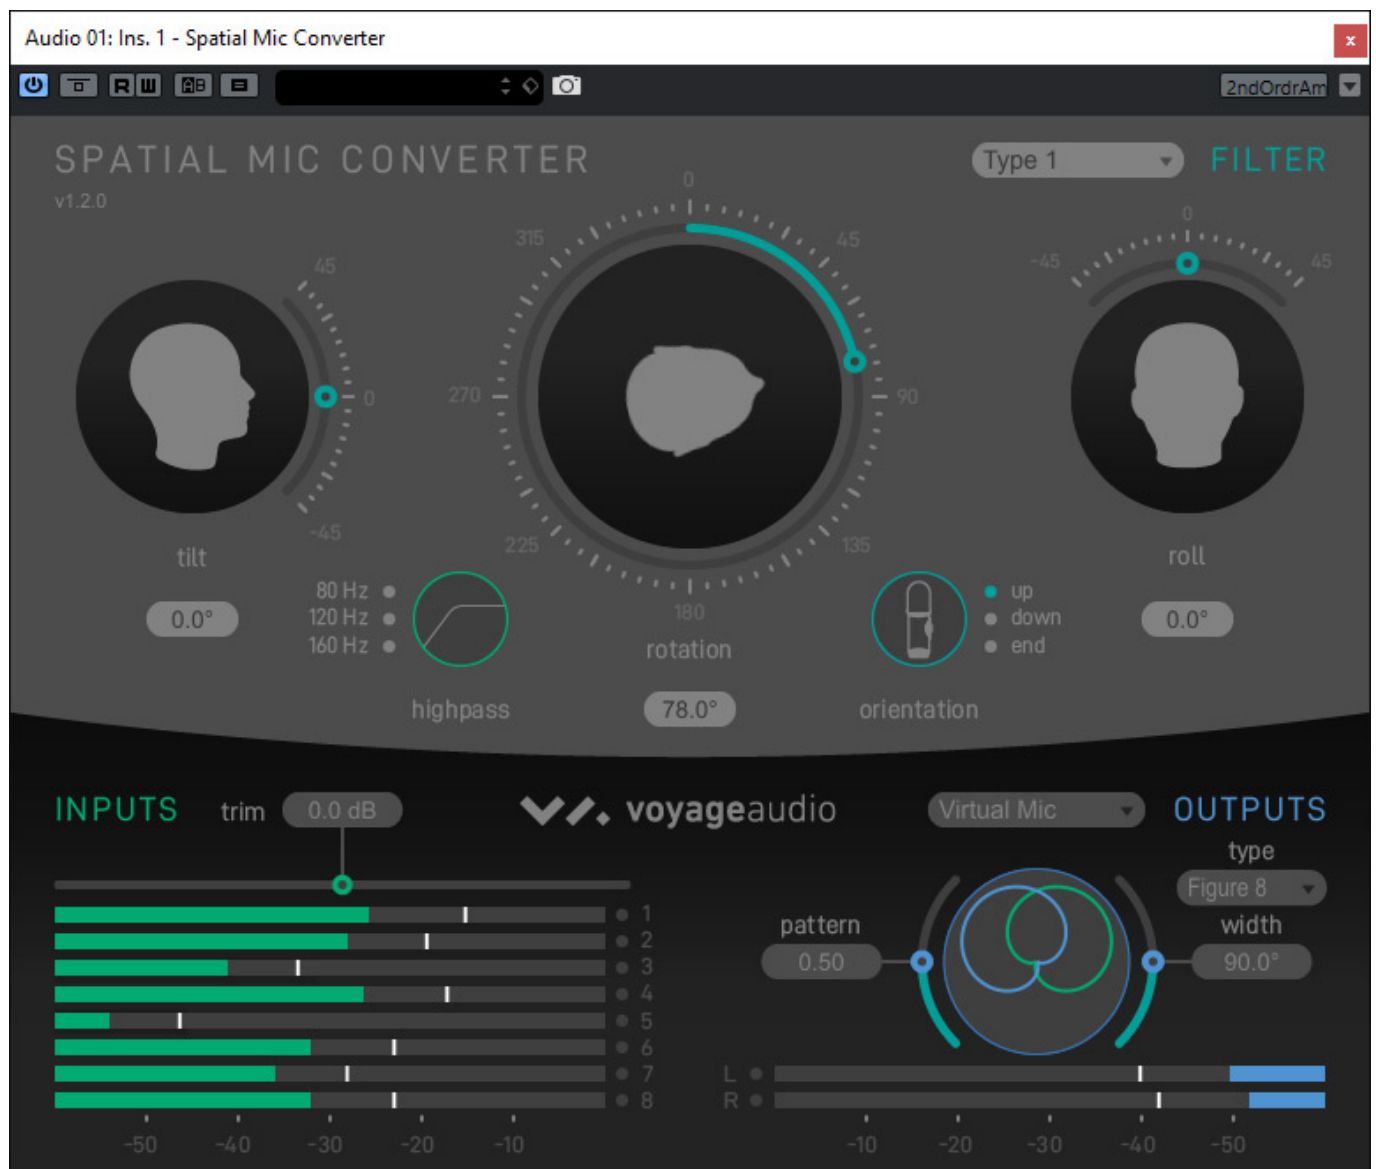 Audio 01: Ins. 1 - Spatial Mic Converter x
R W AB 2ndOrdrAm
SPATIAL MIC CONVERTER Type 1 FILTER
v1.2.0
0
315 45
45
0
-45 45
270 90
0
225 135
-45
180
tilt
0.0°
80 Hz
120 Hz
160 Hz
highpass
rotation
78.0°
up
down
end
orientation
roll
0.0°
INPUTS trim 0.0 dB voyageaudio Virtual Mic OUTPUTS
type
Figure 8
pattern width
0.50 90.0°
1
2
3
4
5
6
7
8
L
R
-50 -40 -30 -20 -10
-10 -20 -30 -40 -50